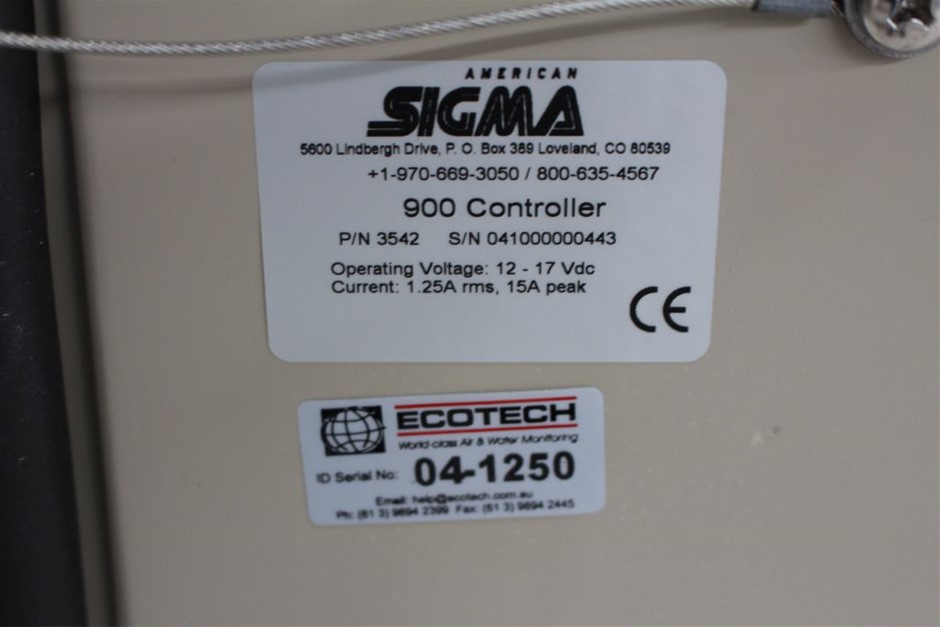 AMERICAN
SIGMA
5600 Lindbergh Drive, P. O. Box 389 Loveland, CO 80539
+1-970-669-3050 / 800-635-4567
900 Controller
P/N 3542 S/N 041000000443
Operating Voltage: 12 - 17 Vdc
Current: 1.25A rms, 15A peak
CE
ECOTECH
World-class Air & Water Monitoring
ID Serial No: 04-1250
Email: help@ecotech.com.au
Ph: (61 3) 9894 2399 Fax: (61 3) 9894 2445